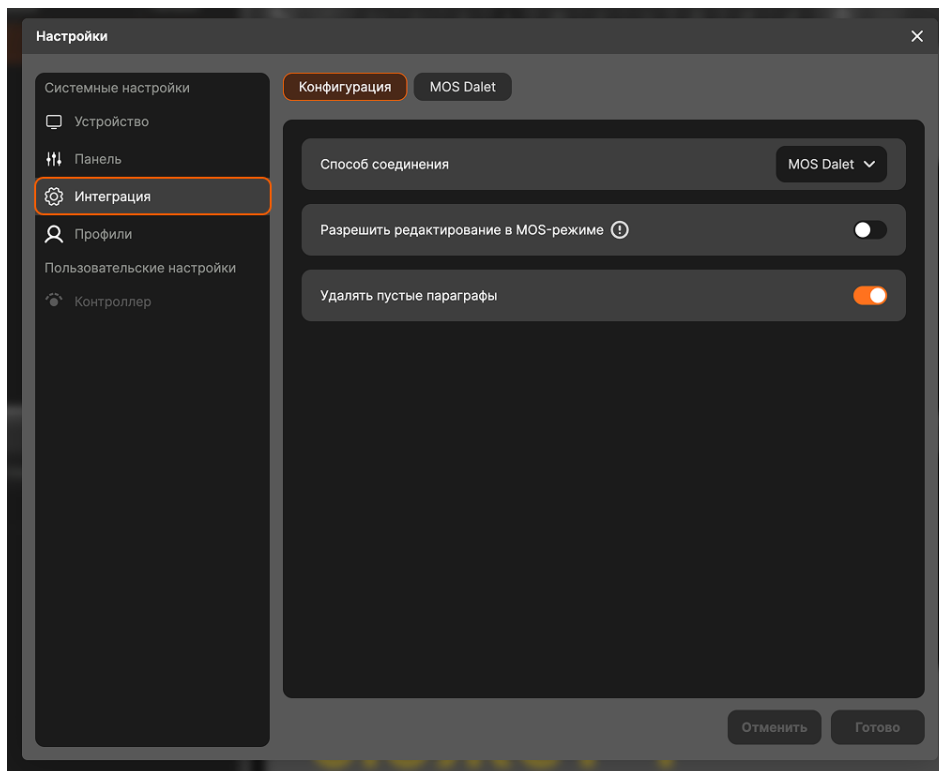 Настройки
Системные настройки
Устройство
Панель
Интеграция
Профили
Пользовательские настройки
Контроллер
Конфигурация
MOS Dalet
Способ соединения
MOS Dalet
Разрешить редактирование в MOS-режиме
Удалять пустые параграфы
Отменить
Готово